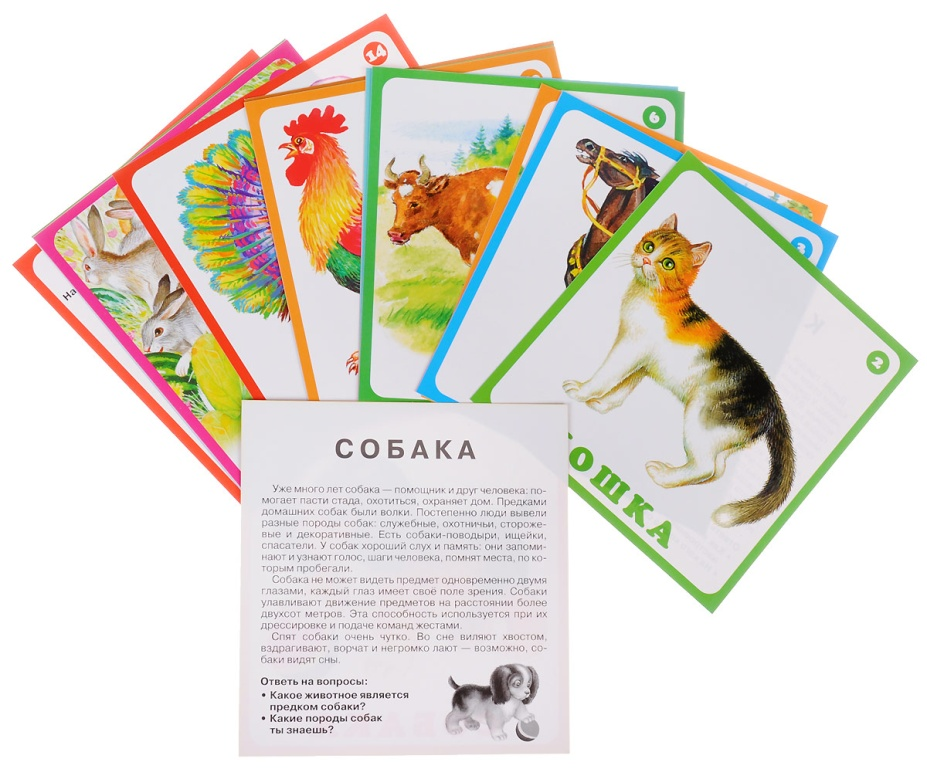 14
6
2
На
ОШКА
СОБАКА
Уже много лет собака — помощник и друг человека: по-
могает пасти стада, охотиться, охраняет дом. Предками
домашних собак были волки. Постепенно люди вывели
разные породы собак: служебные, охотничьи, стороже-
вые и декоративные. Есть собаки-поводыри, ищейки,
спасатели. У собак хороший слух и память: они запоми-
нают и узнают голос, шаги человека, помнят места, по ко-
торым пробегали.
Собака не может видеть предмет одновременно двумя
глазами, каждый глаз имеет своё поле зрения. Собаки
улавливают движение предметов на расстоянии более
двухсот метров. Эта способность используется при их
дрессировке и подаче команд жестами.
Спят собаки очень чутко. Во сне виляют хвостом,
вздрагивают, ворчат и негромко лают — возможно, со-
баки видят сны.
Ответь на вопросы:
• Какое животное является
предком собаки?
• Какие породы собак
ты знаешь?